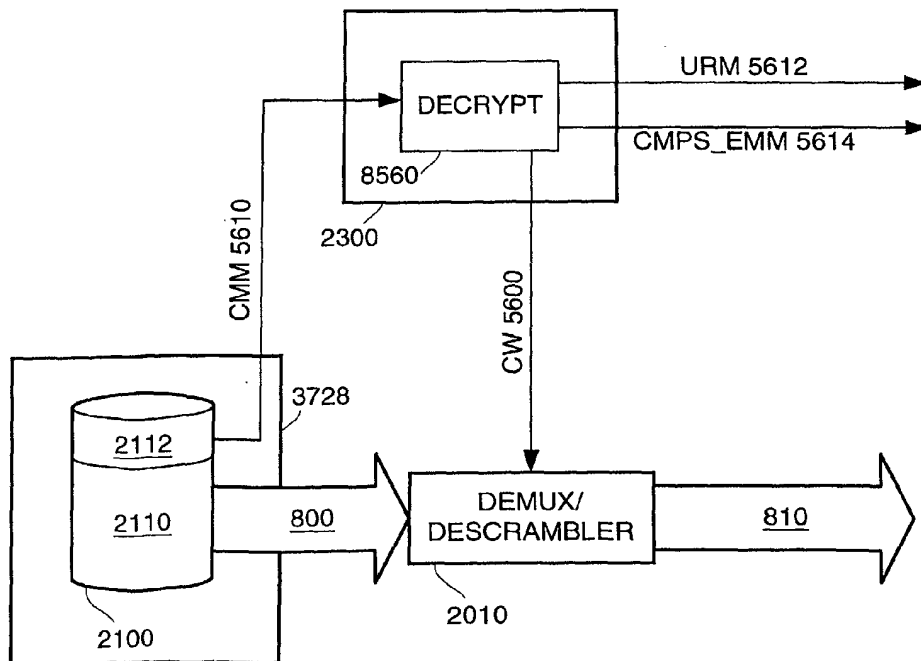 URM 5612
DECRYPT
CMPS_EMM 5614
8560
2300
CMM 5610
CW 5600
3728
2112
2110
800
DEMUX/
DESCRAMBLER
810
2100
2010